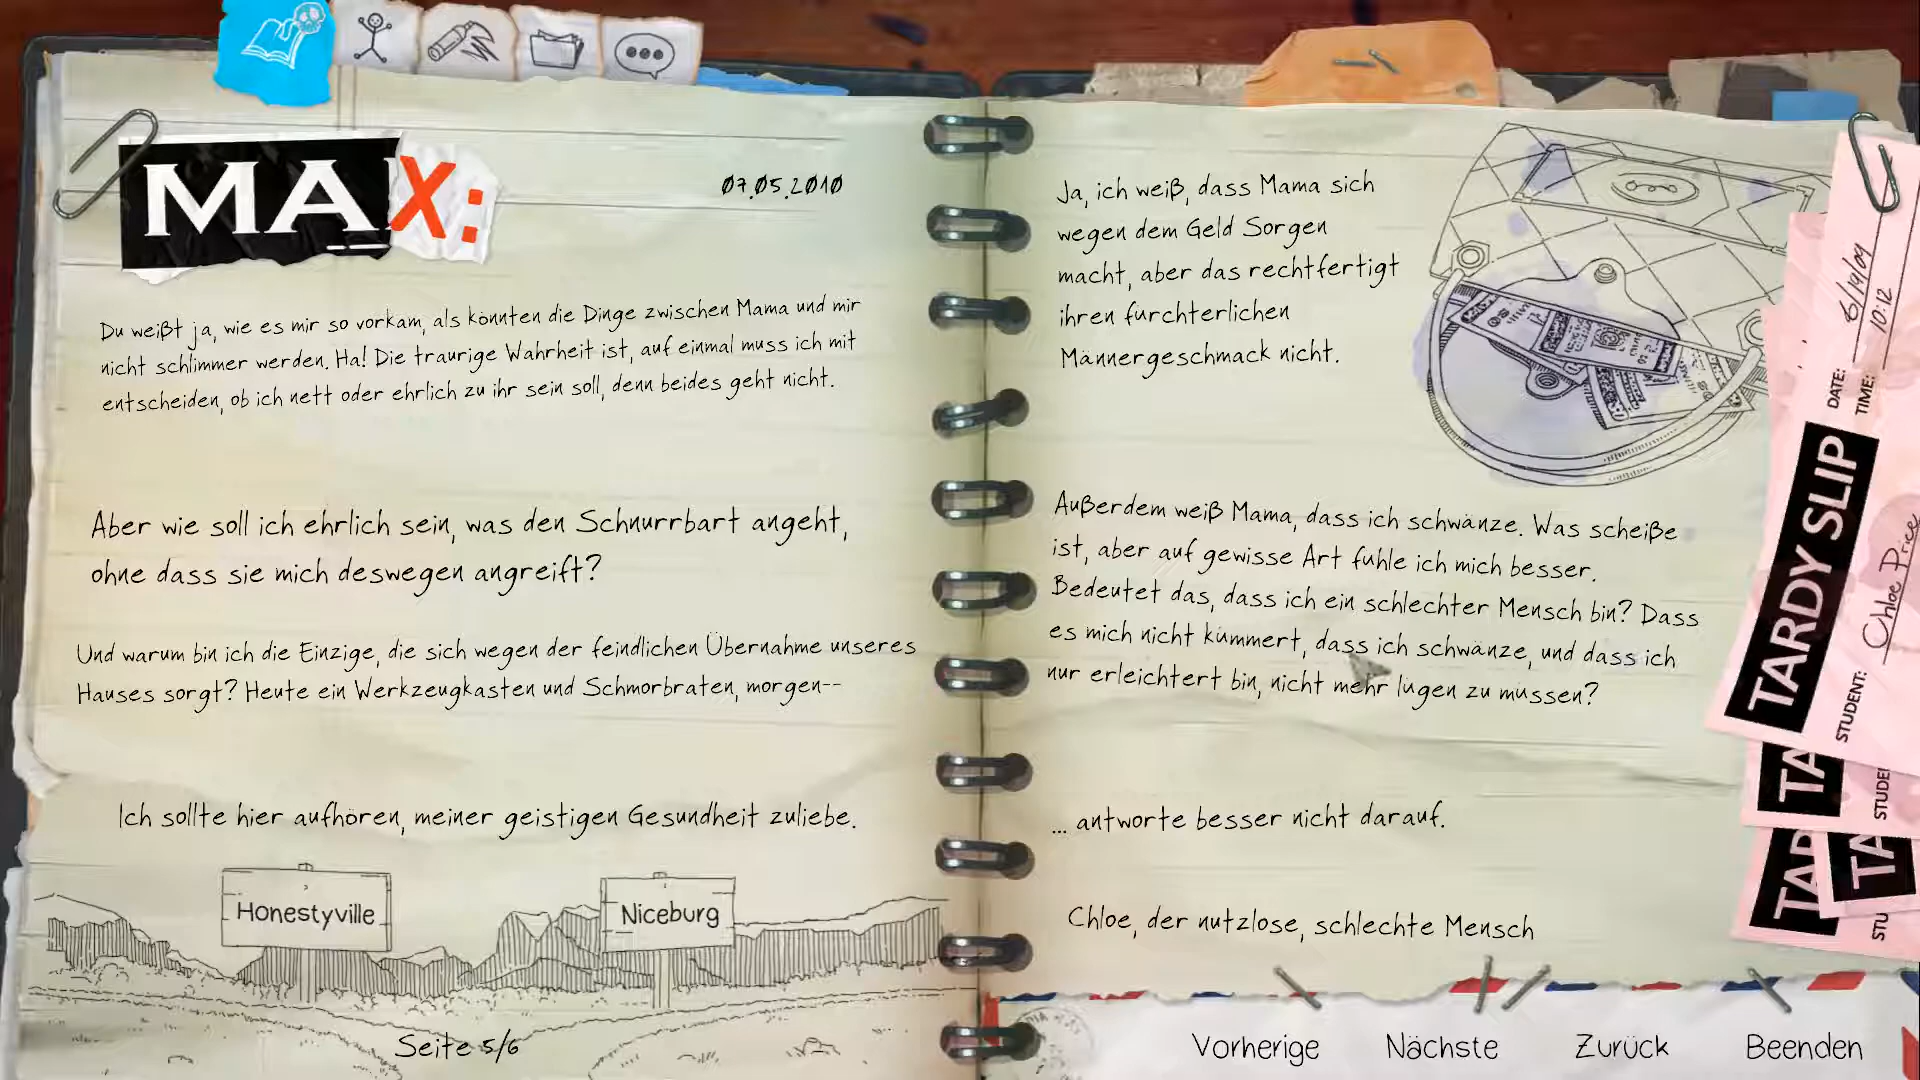 MAX:
07.05.2010
Du weißt ja, wie es mir so vorkam, als könnten die Dinge zwischen Mama und mir
nicht schlimmer werden. Ha! Die traurige Wahrheit ist, auf einmal muss ich mit
entscheiden, ob ich nett oder ehrlich zu ihr sein soll, denn beides geht nicht.
Aber wie soll ich ehrlich sein, was den Schnurrbart angeht,
ohne dass sie mich deswegen angreift?
Und warum bin ich die Einzige, die sich wegen der feindlichen Übernahme unseres
Hauses sorgt? Heute ein Werkzeugkasten und Schmorbraten, morgen--
Ich sollte hier aufhören, meiner geistigen Gesundheit zuliebe.
Honestyville
Niceburg
Seite 5/6
Ja, ich weiß, dass Mama sich
wegen dem Geld Sorgen
macht, aber das rechtfertigt
ihren fürchterlichen
Männergeschmack nicht.
Außerdem weiß Mama, dass ich schwänze. Was scheiße
ist, aber auf gewisse Art fühle ich mich besser.
Bedeutet das, dass ich ein schlechter Mensch bin? Dass
es mich nicht kümmert, dass ich schwänze, und dass ich
nur erleichtert bin, nicht mehr lügen zu müssen?
... antworte besser nicht darauf.
Chloe, der nutzlose, schlechte Mensch
TARDY SLIP
DATE: 6/19/09
TIME: 10:12
STUDENT: Chloe Price
TA
STUDE
TAR
STU
TA
Vorherige
Nächste
Zurück
Beenden